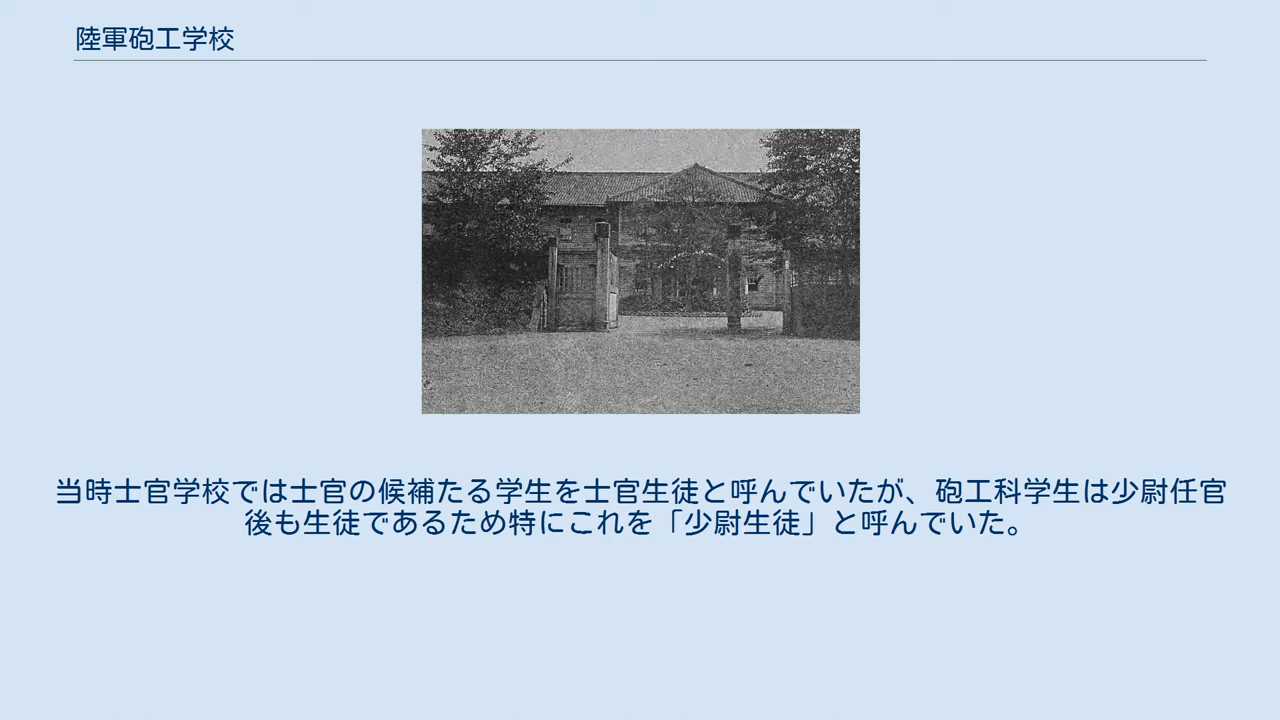 陸軍砲工学校
当時士官学校では士官の候補たる学生を士官生徒と呼んでいたが、砲工科学生は少尉任官
後も生徒であるため特にこれを「少尉生徒」と呼んでいた。